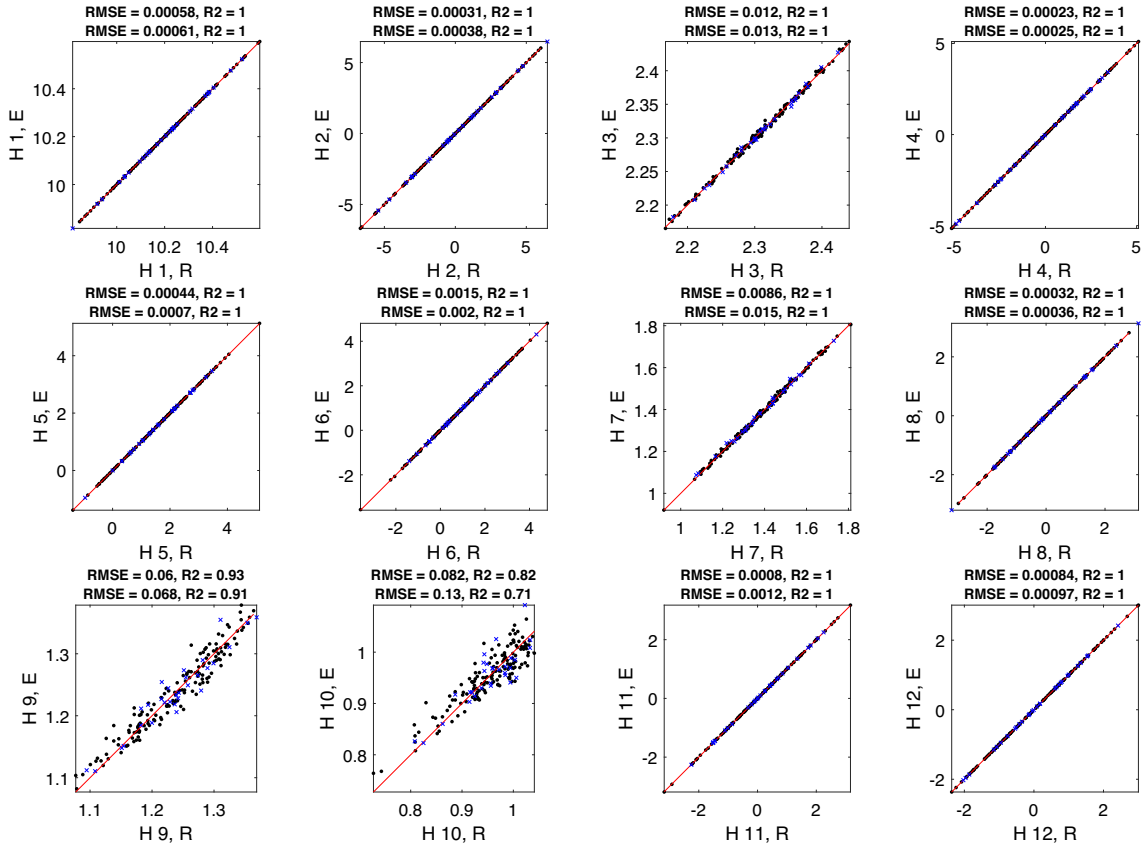 RMSE = 0.00058, R2 = 1
RMSE = 0.00061, R2 = 1
10.4
10.2
10
H 1, E
10 10.2 10.4
H 1, R
RMSE = 0.00031, R2 = 1
RMSE = 0.00038, R2 = 1
5
0
-5
H 2, E
-5 0 5
H 2, R
RMSE = 0.012, R2 = 1
RMSE = 0.013, R2 = 1
2.4
2.3
2.2
H 3, E
2.2 2.3 2.4
H 3, R
RMSE = 0.00023, R2 = 1
RMSE = 0.00025, R2 = 1
5
0
-5
H 4, E
-5 0 5
H 4, R
RMSE = 0.00044, R2 = 1
RMSE = 0.0007, R2 = 1
4
2
0
H 5, E
0 2 4
H 5, R
RMSE = 0.0015, R2 = 1
RMSE = 0.002, R2 = 1
4
2
0
-2
H 6, E
-2 0 2 4
H 6, R
RMSE = 0.0086, R2 = 1
RMSE = 0.015, R2 = 1
1.8
1.6
1.4
1.2
1
H 7, E
1 1.2 1.4 1.6 1.8
H 7, R
RMSE = 0.00032, R2 = 1
RMSE = 0.00036, R2 = 1
2
0
-2
H 8, E
-2 0 2
H 8, R
RMSE = 0.06, R2 = 0.93
RMSE = 0.068, R2 = 0.91
1.3
1.2
1.1
H 9, E
1.1 1.2 1.3
H 9, R
RMSE = 0.082, R2 = 0.82
RMSE = 0.13, R2 = 0.71
1
0.9
0.8
H 10, E
0.8 0.9 1
H 10, R
RMSE = 0.0008, R2 = 1
RMSE = 0.0012, R2 = 1
2
0
-2
H 11, E
-2 0 2
H 11, R
RMSE = 0.00084, R2 = 1
RMSE = 0.00097, R2 = 1
2
0
-2
H 12, E
-2 0 2
H 12, R